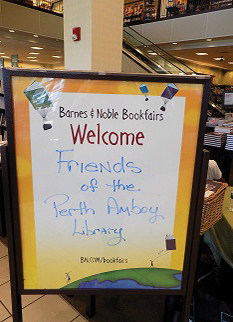 Barnes & Noble Bookfairs
Welcome
Friends
of the
Perth Amboy
Library
BN.COM/bookfairs